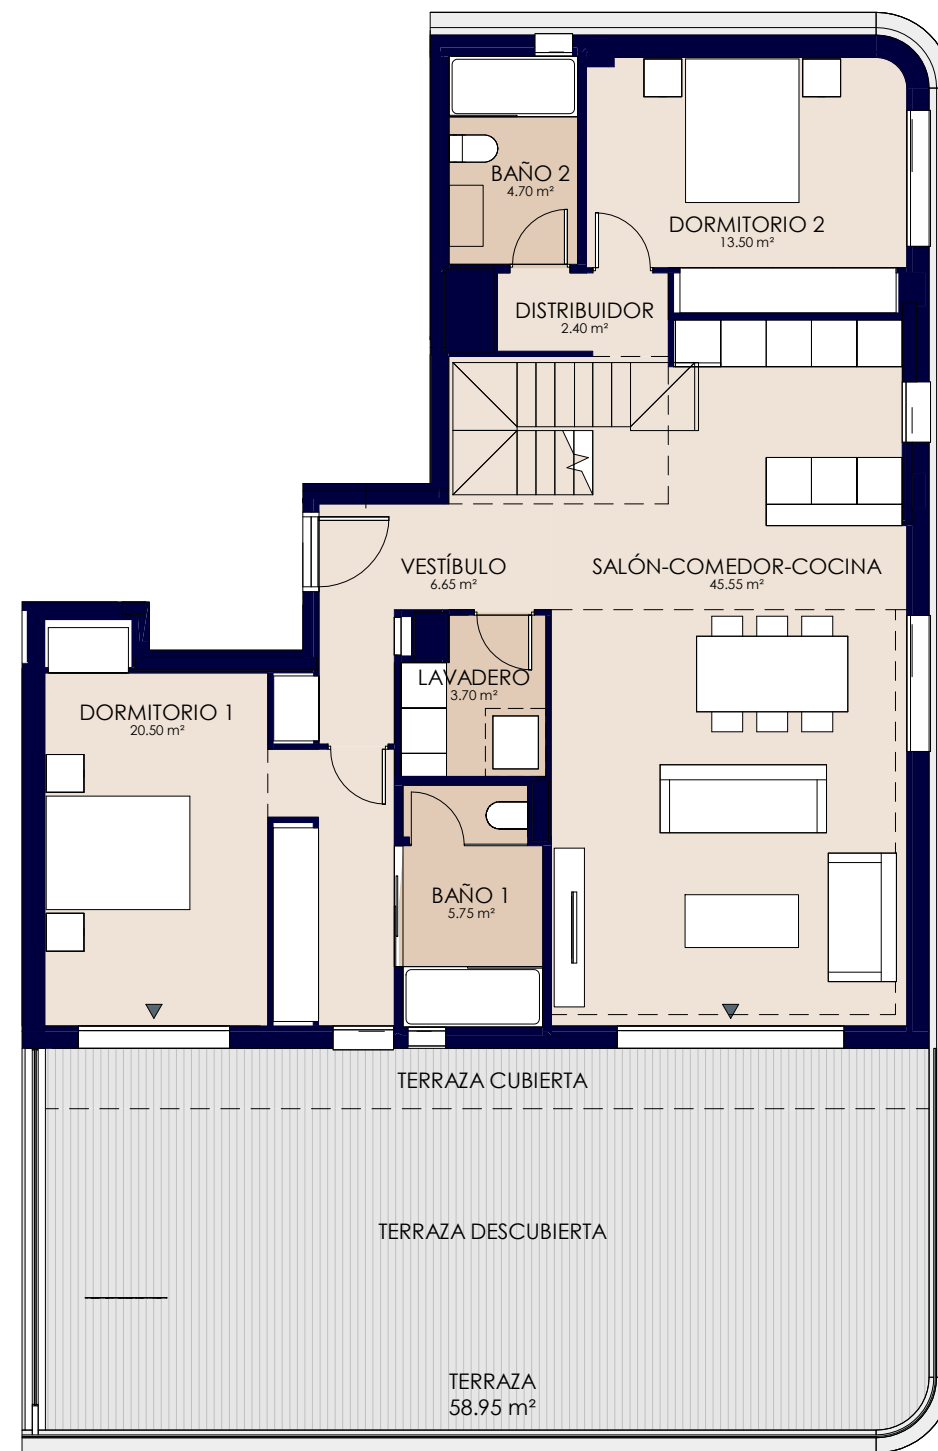 BAÑO 2
4.70 m²
DORMITORIO 2
13.50 m²
DISTRIBUIDOR
2.40 m²
VESTÍBULO
6.65 m²
SALÓN-COMEDOR-COCINA
45.55 m²
LAVADERO
3.70 m²
DORMITORIO 1
20.50 m²
BAÑO 1
5.75 m²
TERRAZA CUBIERTA
TERRAZA DESCUBIERTA
TERRAZA
58.95 m²